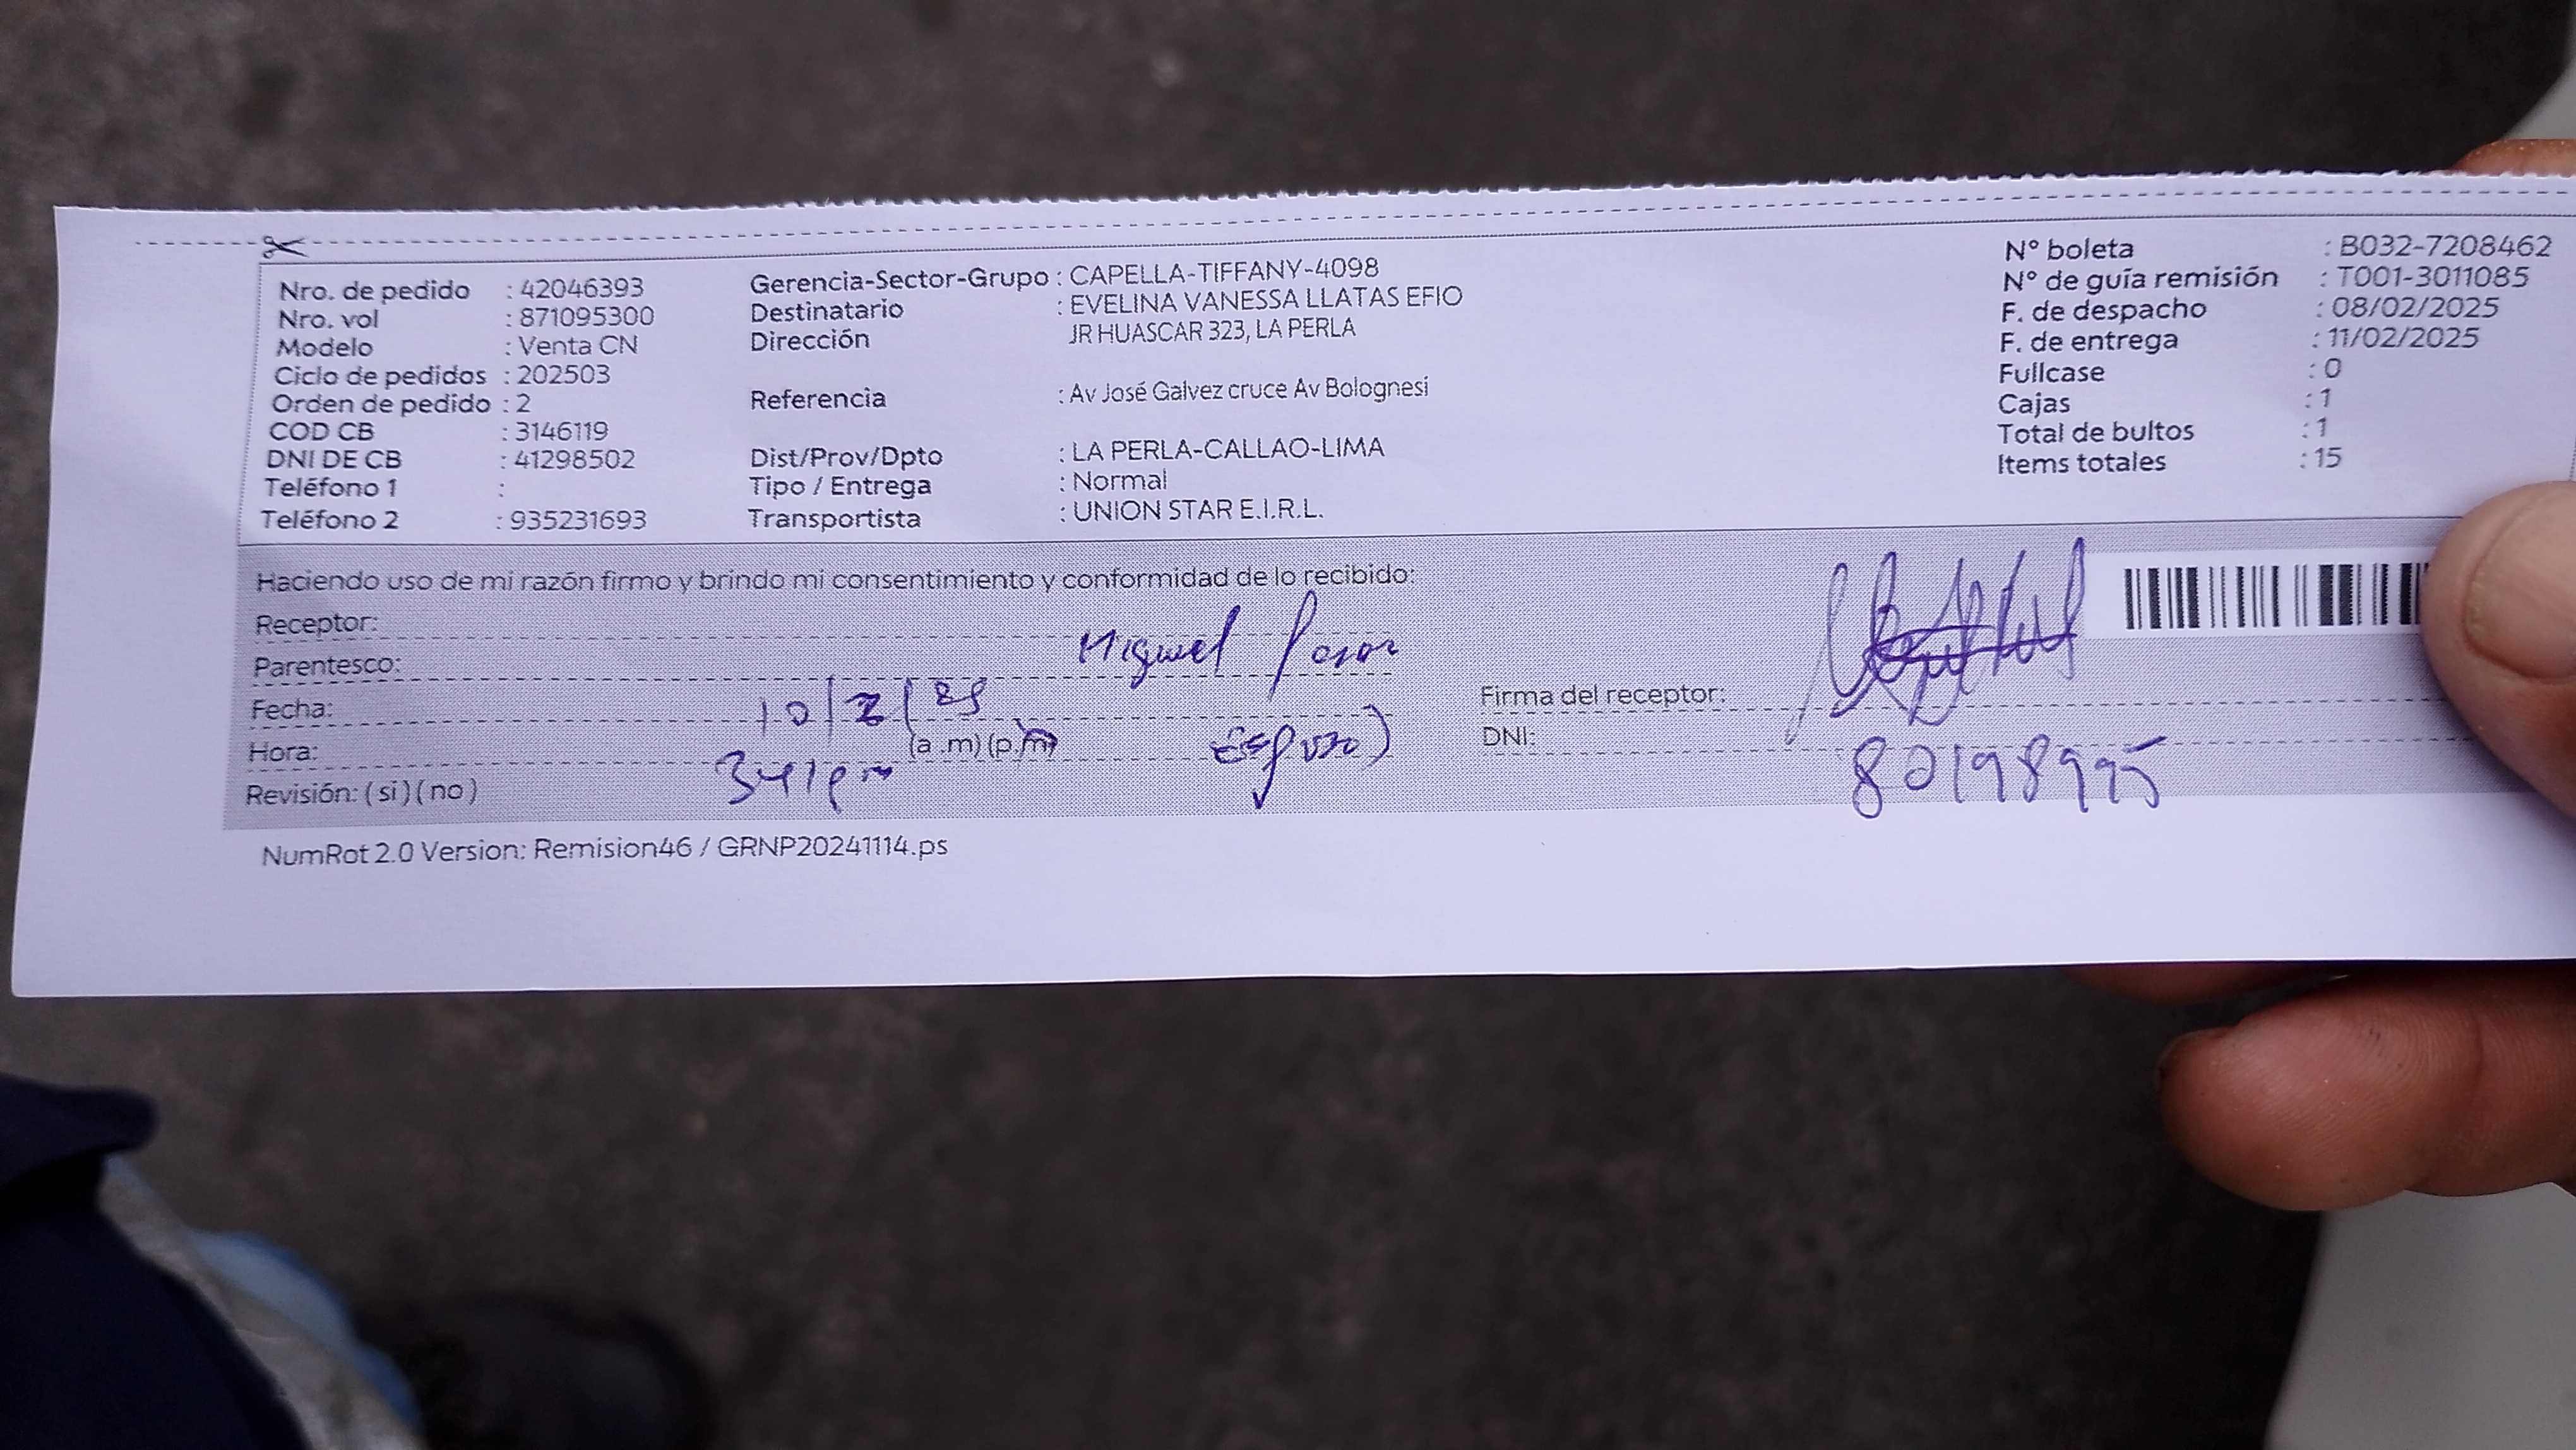 Nro. de pedido : 42046393
Nro. vol : 871095300
Modelo : Venta CN
Ciclo de pedidos : 202503
Orden de pedido : 2
COD CB : 3146119
DNI DE CB : 41298502
Teléfono 1 :
Teléfono 2 : 935231693
Gerencia-Sector-Grupo : CAPELLA-TIFFANY-4098
Destinatario : EVELINA VANESSA LLATAS EFIO
Dirección JR HUASCAR 323, LA PERLA
Referencia : Av José Galvez cruce Av Bolognesi
Dist/Prov/Dpto : LA PERLA-CALLAO-LIMA
Tipo / Entrega : Normal
Transportista : UNION STAR E.I.R.L.
N° boleta : B032-7208462
N° de guía remisión : T001-3011085
F. de despacho : 08/02/2025
F. de entrega : 11/02/2025
Fullcase : 0
Cajas : 1
Total de bultos : 1
Items totales : 15
Haciendo uso de mi razón firmo y brindo mi consentimiento y conformidad de lo recibido:
Receptor:
Parentesco: Miguel
Fecha: 10/2/25
Hora: (a .m) (p.m)
341pm
Esposo)
Revisión: ( si ) ( no )
Firma del receptor:
DNI: 80198995
NumRot 2.0 Version: Remision46 / GRNP20241114.ps